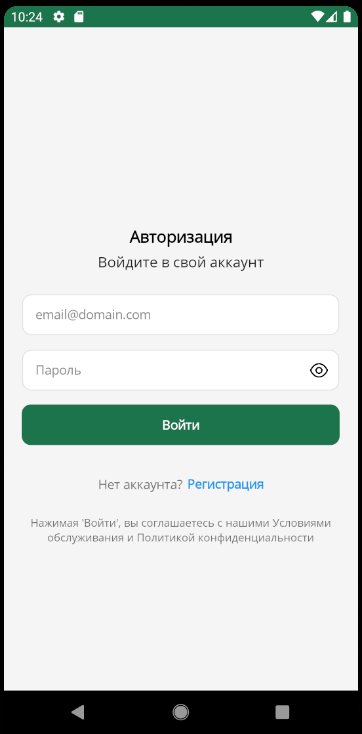 10:24
Авторизация
Войдите в свой аккаунт
email@domain.com
Пароль
Войти
Нет аккаунта? Регистрация
Нажимая 'Войти', вы соглашаетесь с нашими Условиями
обслуживания и Политикой конфиденциальности